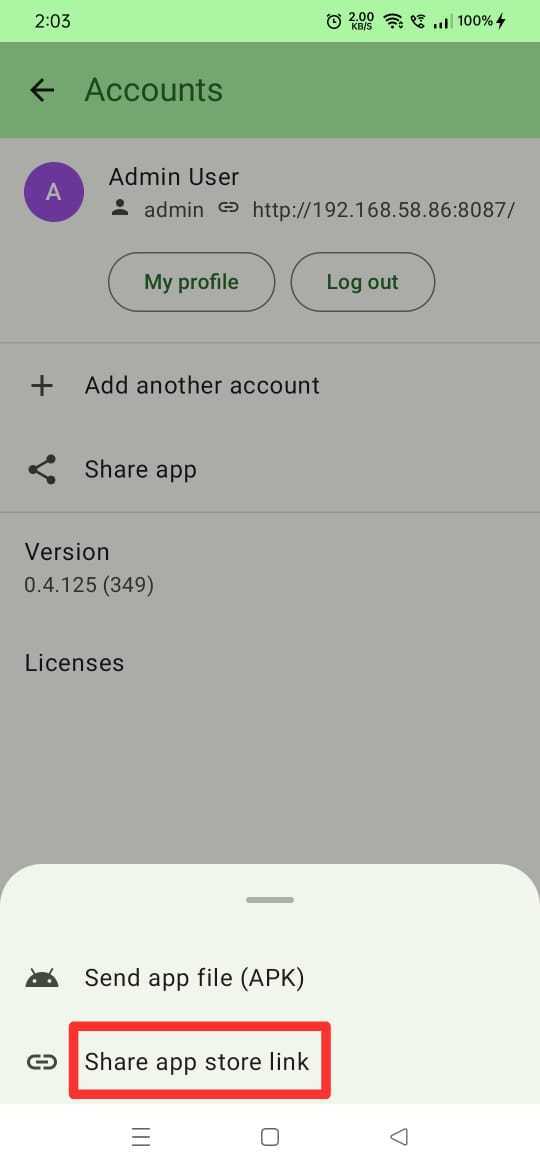 2:03 2.00 KB/S 100%
Accounts
A
Admin User
admin http://192.168.58.86:8087/
My profile Log out
Add another account
Share app
Version
0.4.125 (349)
Licenses
Send app file (APK)
Share app store link